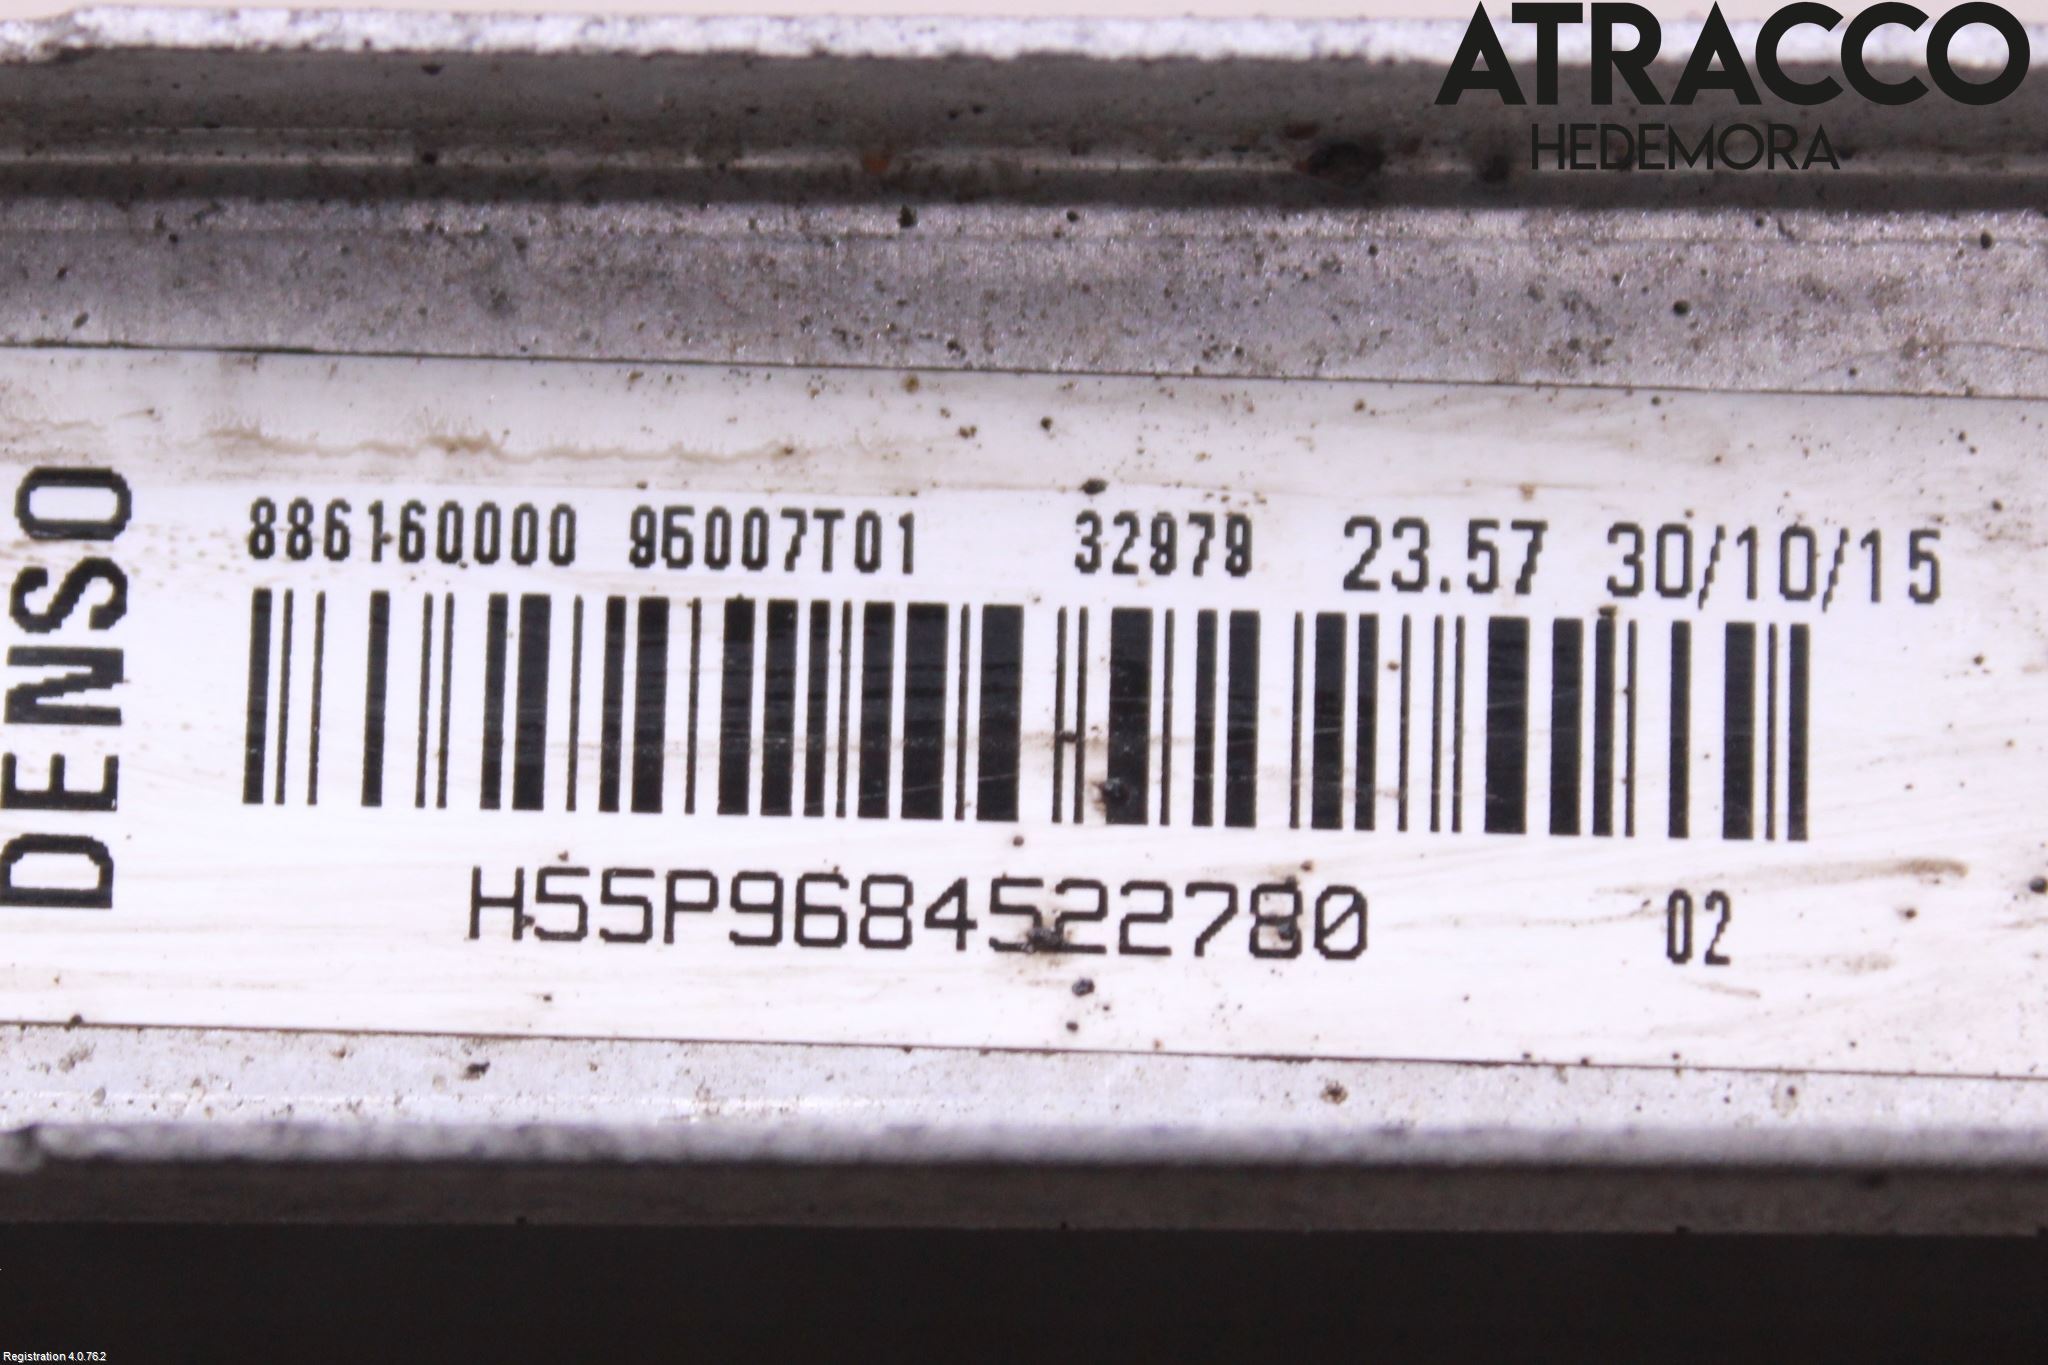 ATRACCO
HEDEMORA
DENSO
886160000 95007T01 32979 23.57 30/10/15
H55P9684522780 02
Registration 4.0.76.2